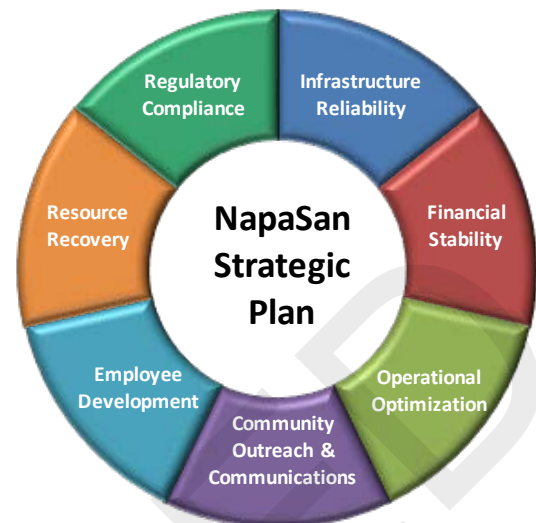 Regulatory
Compliance
Infrastructure
Reliability
Resource
Recovery
NapaSan
Strategic
Plan
Financial
Stability
Employee
Development
Operational
Optimization
Community
Outreach &
Communications